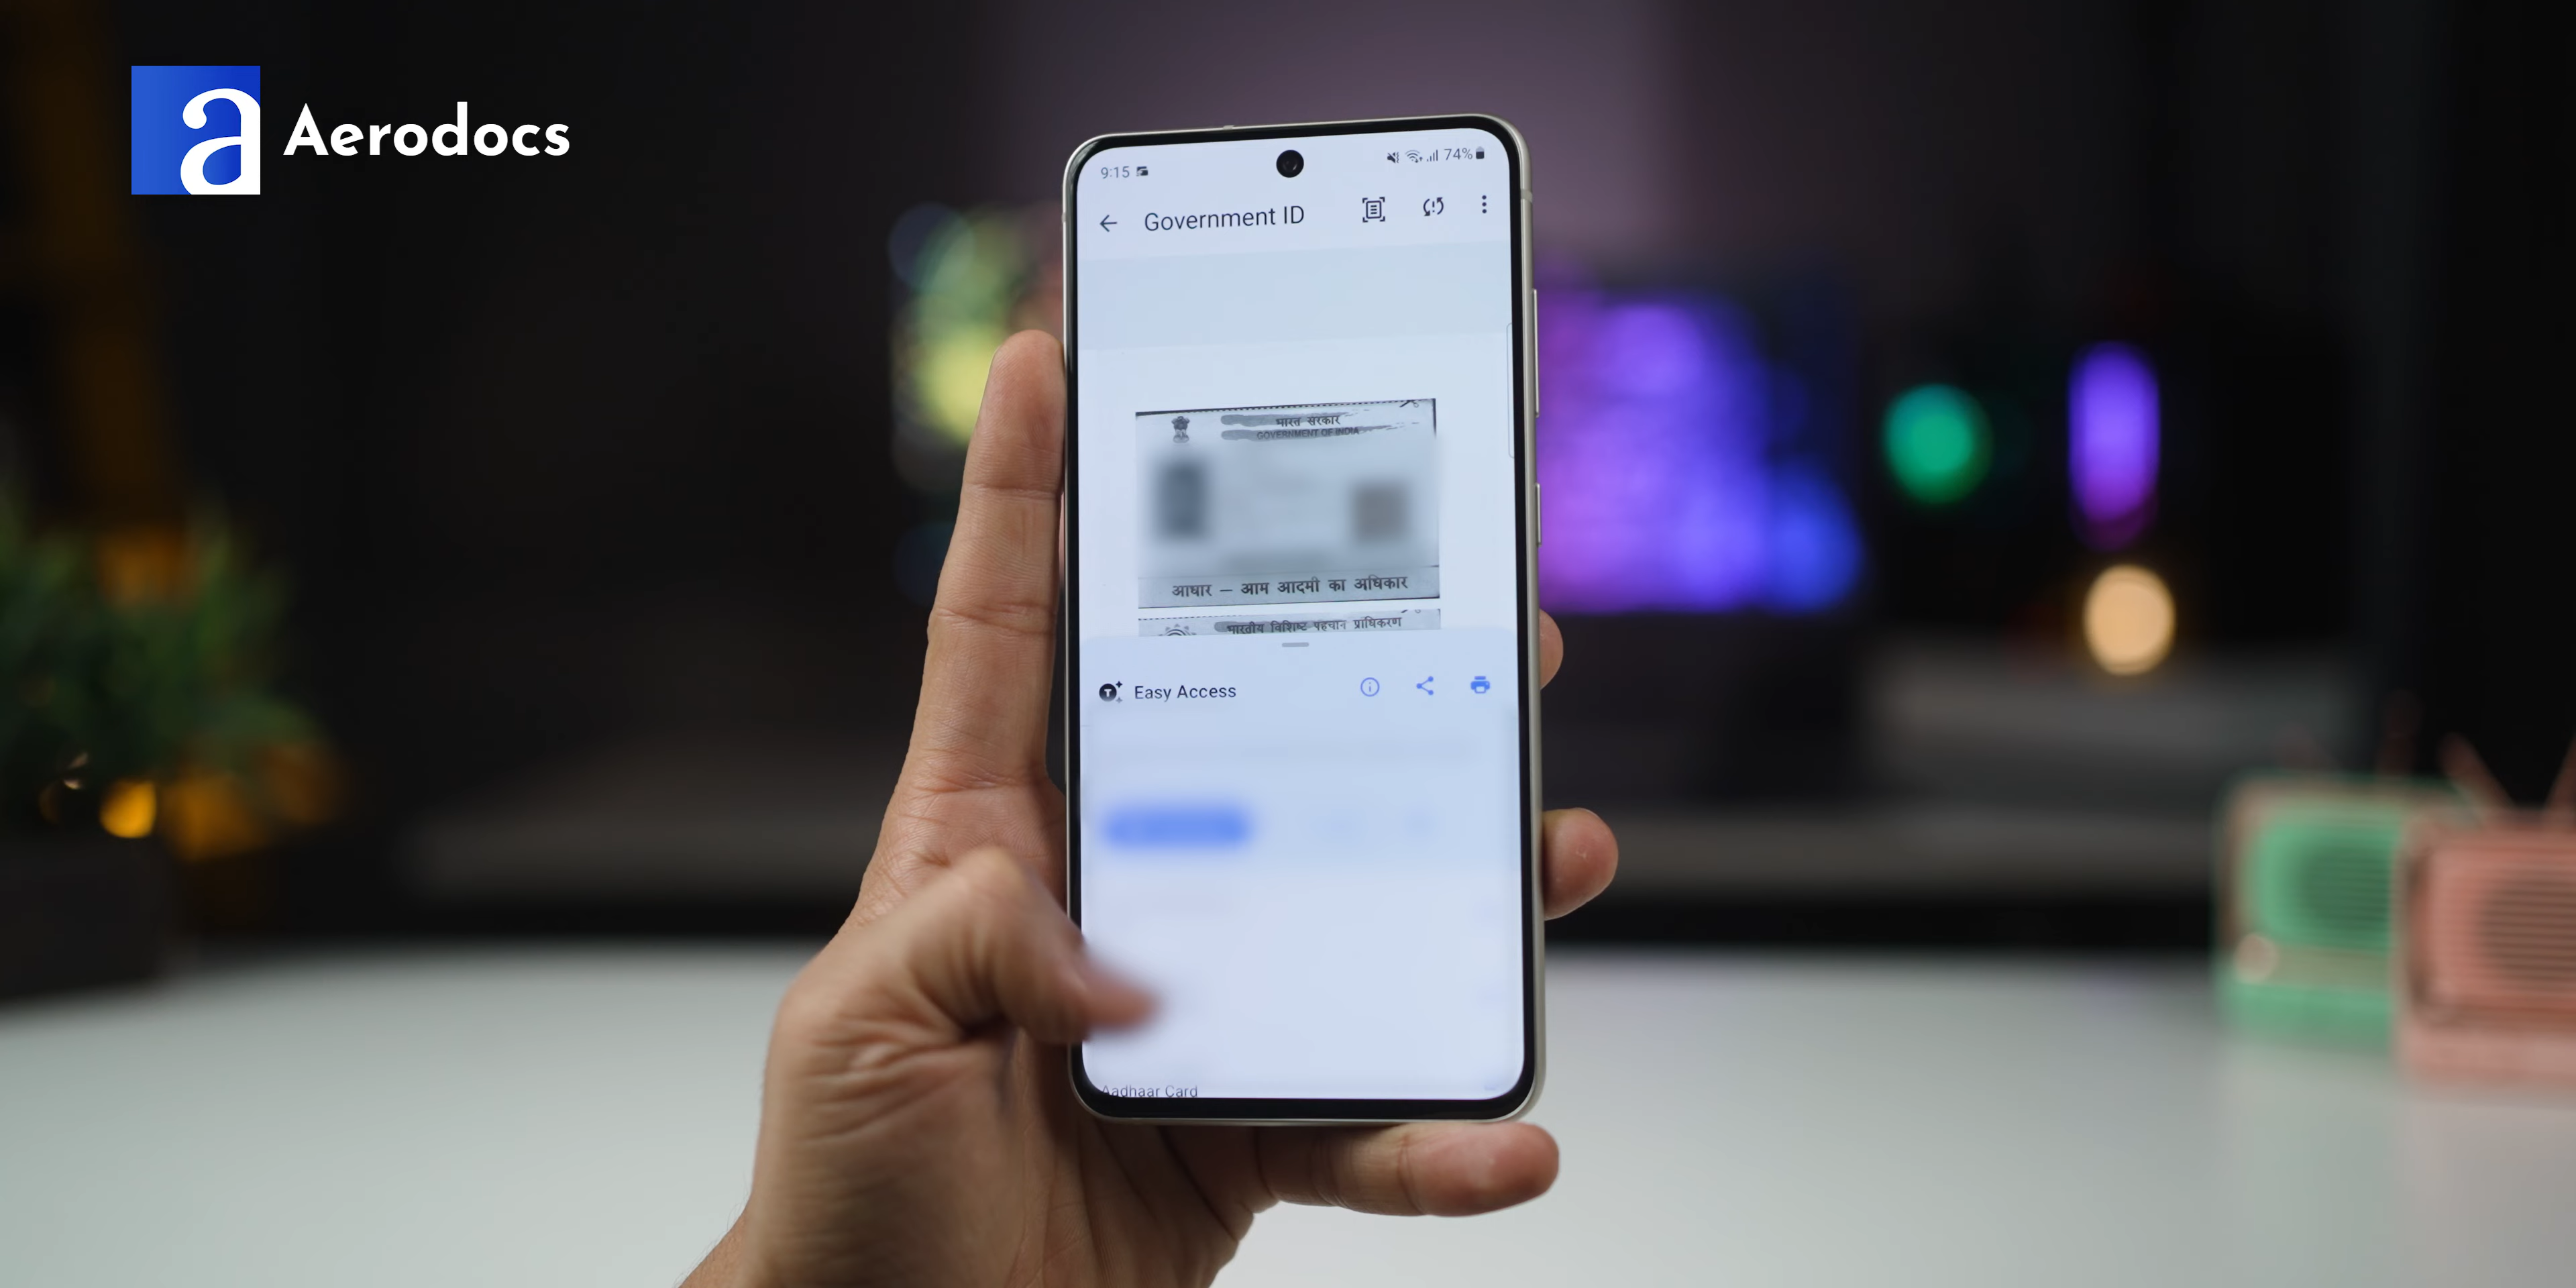 a Aerodocs
9:15
74%
Government ID
भारत सरकार
GOVERNMENT OF INDIA
आधार – आम आदमी का अधिकार
भारतीय विशिष्ट पहचान प्राधिकरण
T Easy Access
Aadhaar Card